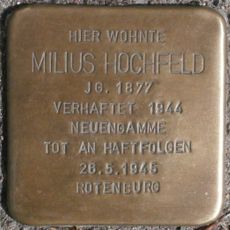 HIER WOHNTE
MILIUS HOCHFELD
JG. 1877
VERHAFTET 1944
NEUENGAMME
TOT AN HAFTFOLGEN
26.5.1945
ROTENBURG